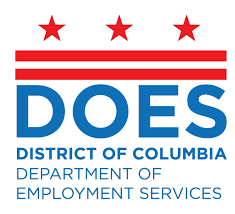 DOES
DISTRICT OF COLUMBIA
DEPARTMENT OF
EMPLOYMENT SERVICES